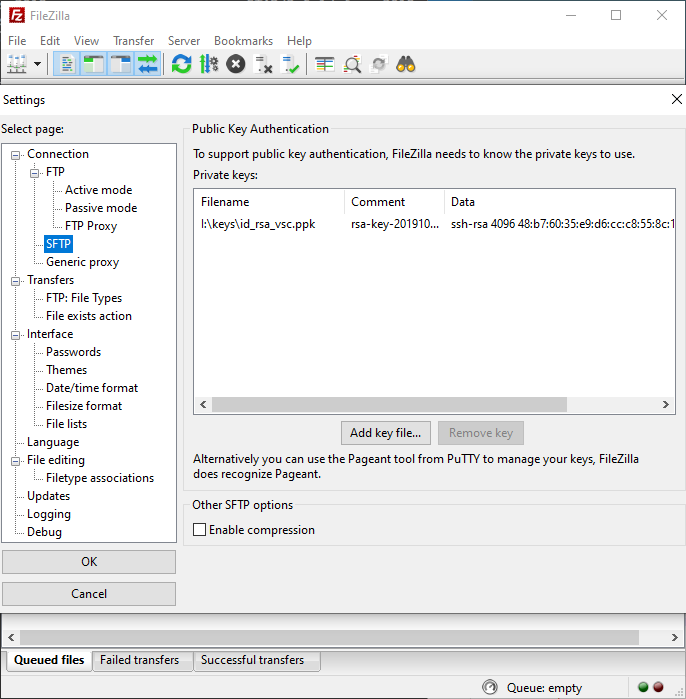 FileZilla
File Edit View Transfer Server Bookmarks Help
Settings
Select page:
Connection
FTP
Active mode
Passive mode
FTP Proxy
SFTP
Generic proxy
Transfers
FTP: File Types
File exists action
Interface
Passwords
Themes
Date/time format
Filesize format
File lists
Language
File editing
Filetype associations
Updates
Logging
Debug
OK
Cancel
Public Key Authentication
To support public key authentication, FileZilla needs to know the private keys to use.
Private keys:
Filename Comment Data
I:\keys\id_rsa_vsc.ppk rsa-key-201910... ssh-rsa 4096 48:b7:60:35:e9:d6:cc:c8:55:8c:1
Add key file... Remove key
Alternatively you can use the Pageant tool from PuTTY to manage your keys, FileZilla
does recognize Pageant.
Other SFTP options
Enable compression
Queued files Failed transfers Successful transfers
Queue: empty